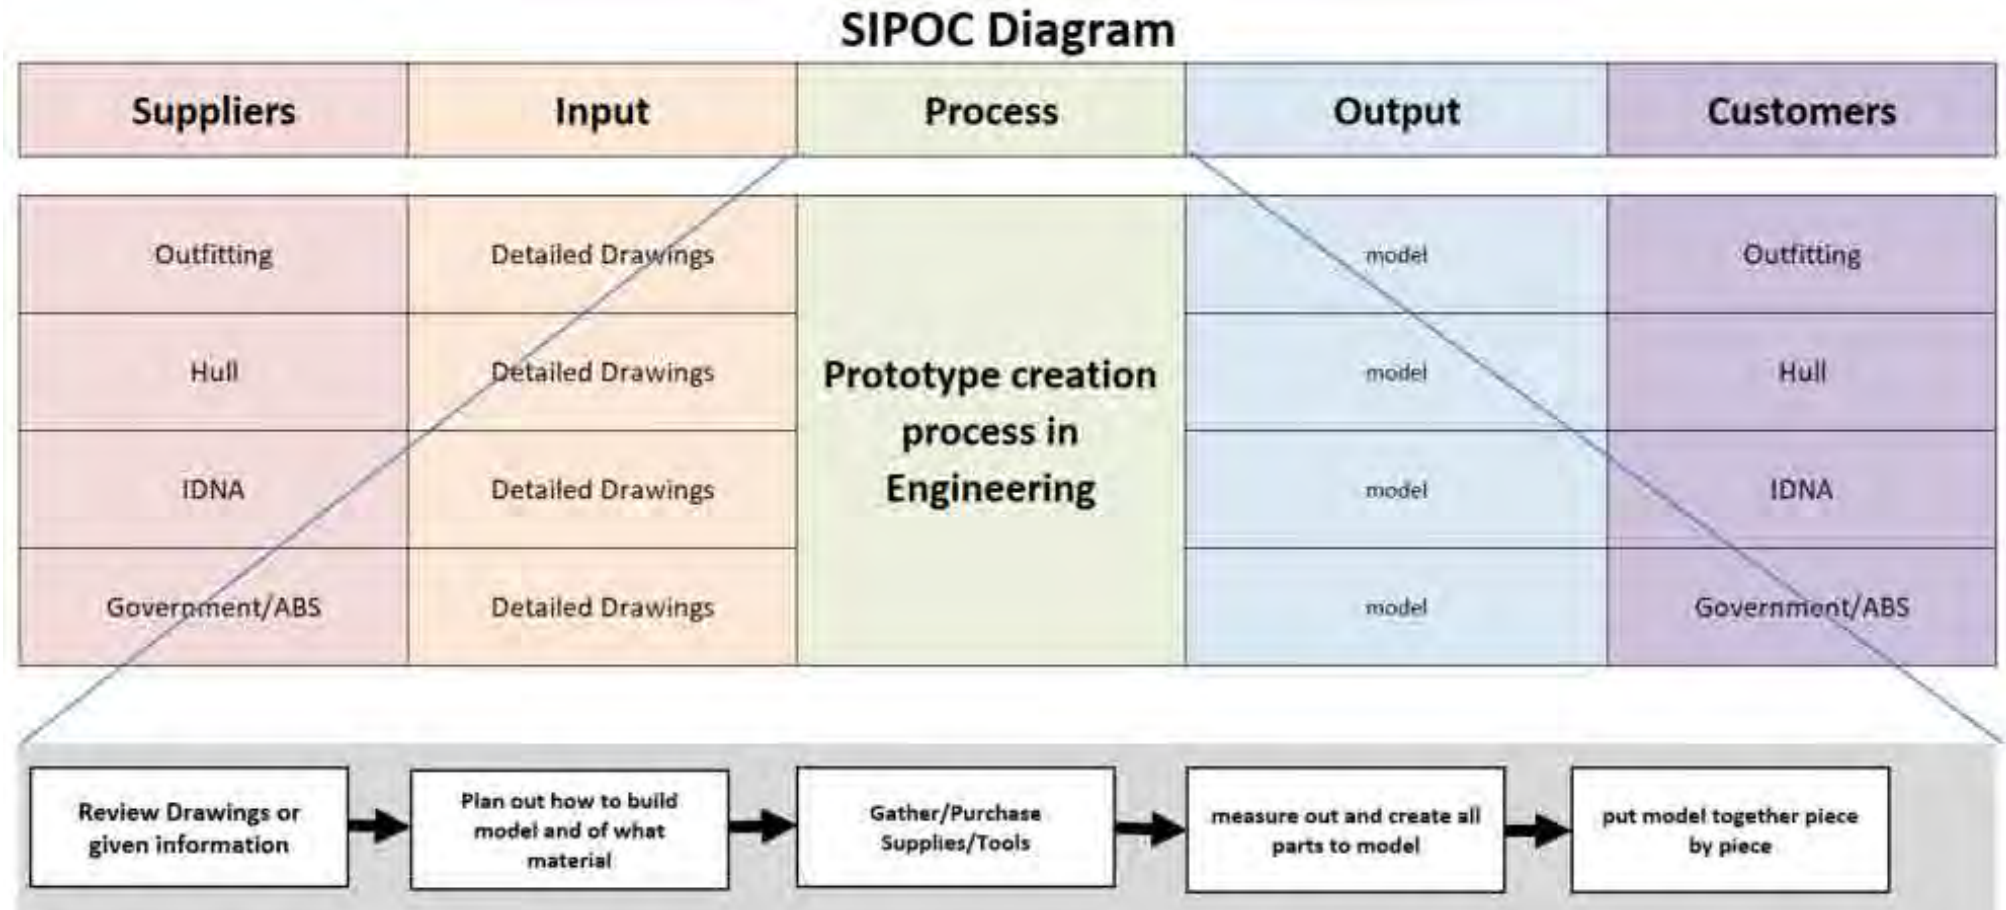 SIPOC Diagram
Suppliers Input Process Output Customers
Outfitting Detailed Drawings model Outfitting
Hull Detailed Drawings model Hull
Prototype creation
process in
Engineering
IDNA Detailed Drawings model IDNA
Government/ABS Detailed Drawings model Government/ABS
Review Drawings or
given information
Plan out how to build
model and of what
material
Gather/Purchase
Supplies/Tools
measure out and create all
parts to model
put model together piece
by piece